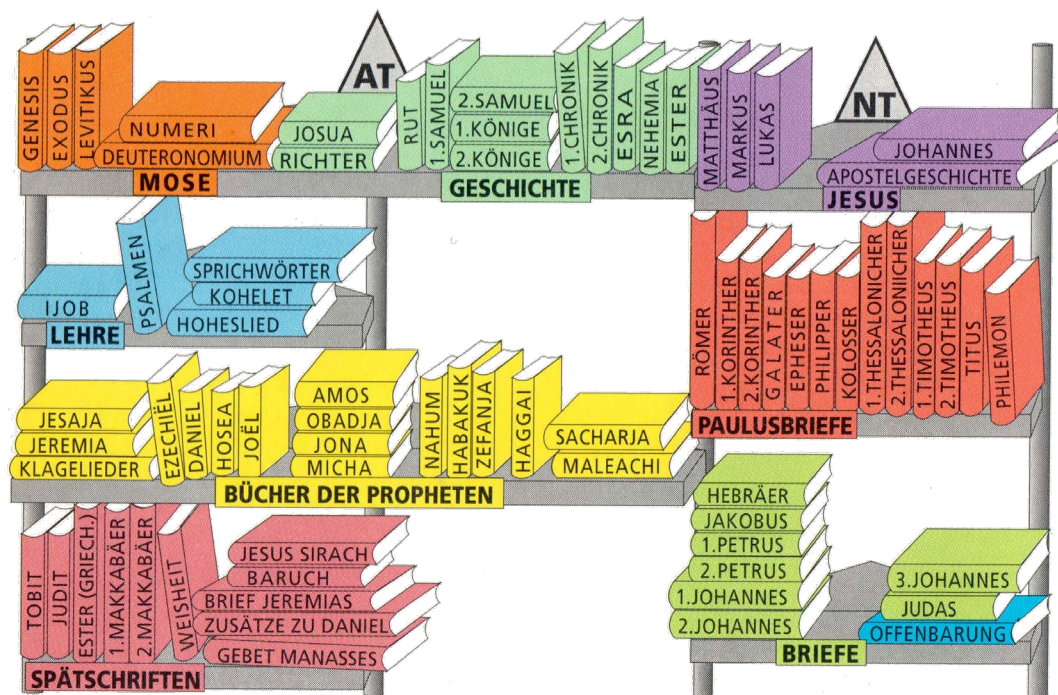 GENESIS
EXODUS
LEVITIKUS
NUMERI
DEUTERONOMIUM
MOSE
AT
JOSUA
RICHTER
RUT
1.SAMUEL
2.SAMUEL
1.KÖNIGE
2.KÖNIGE
1.CHRONIK
2.CHRONIK
ESRA
NEHEMIA
ESTER
GESCHICHTE
IJOB
PSALMEN
SPRICHWÖRTER
KOHELET
HOHESLIED
LEHRE
JESAJA
JEREMIA
KLAGELIEDER
EZECHIËL
DANIEL
HOSEA
JOËL
AMOS
OBADJA
JONA
MICHA
NAHUM
HABAKUK
ZEFANJA
HAGGAI
SACHARJA
MALEACHI
BÜCHER DER PROPHETEN
TOBIT
JUDIT
ESTER (GRIECH.)
1.MAKKABÄER
2.MAKKABÄER
WEISHEIT
JESUS SIRACH
BARUCH
BRIEF JEREMIAS
ZUSÄTZE ZU DANIEL
GEBET MANASSES
SPÄTSCHRIFTEN
NT
MATTHÄUS
MARKUS
LUKAS
JOHANNES
APOSTELGESCHICHTE
JESUS
RÖMER
1.KORINTHER
2.KORINTHER
GALATER
EPHESER
PHILIPPER
KOLOSSER
1.THESSALONICHER
2.THESSALONIICHER
1.TIMOTHEUS
2.TIMOTHEUS
TITUS
PHILEMON
PAULUSBRIEFE
HEBRÄER
JAKOBUS
1.PETRUS
2.PETRUS
1.JOHANNES
2.JOHANNES
3.JOHANNES
JUDAS
OFFENBARUNG
BRIEFE